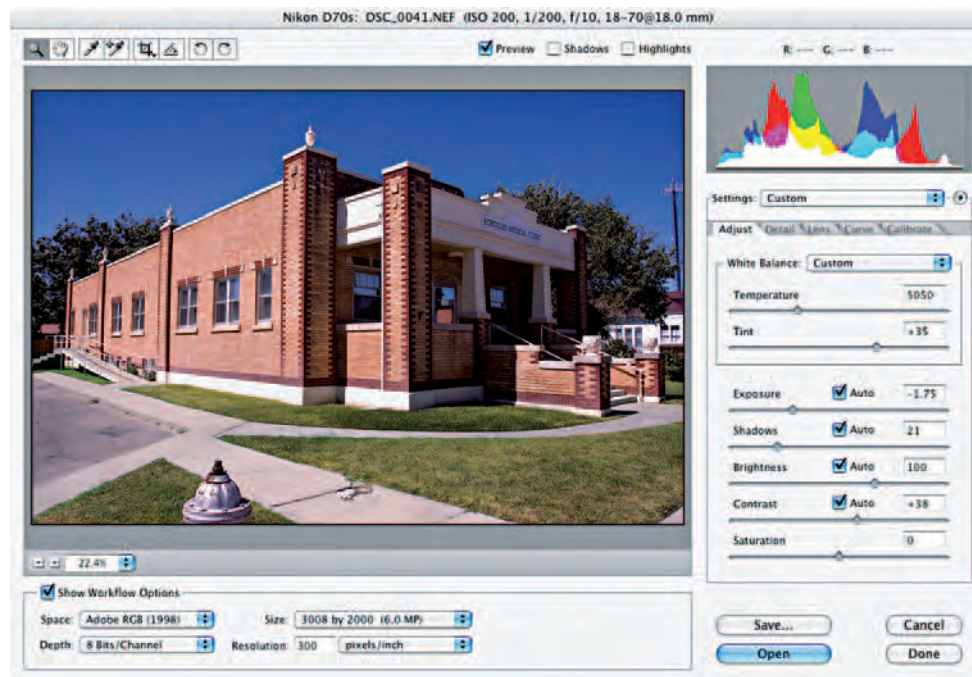 Nikon D70s: DSC_0041.NEF (ISO 200, 1/200, f/10, 18-70@18.0 mm)
Preview Shadows Highlights
R: --- G: --- B: ---
Settings: Custom
Adjust Detail Lens Curve Calibrate
White Balance: Custom
Temperature 5050
Tint +35
Exposure Auto -1.75
Shadows Auto 21
Brightness Auto 100
Contrast Auto +38
Saturation 0
MEDICAL CLINIC
22.4%
Show Workflow Options
Space: Adobe RGB (1998) Size: 3008 by 2000 (6.0 MP)
Depth: 8 Bits/Channel Resolution: 300 pixels/inch
Save... Cancel
Open Done